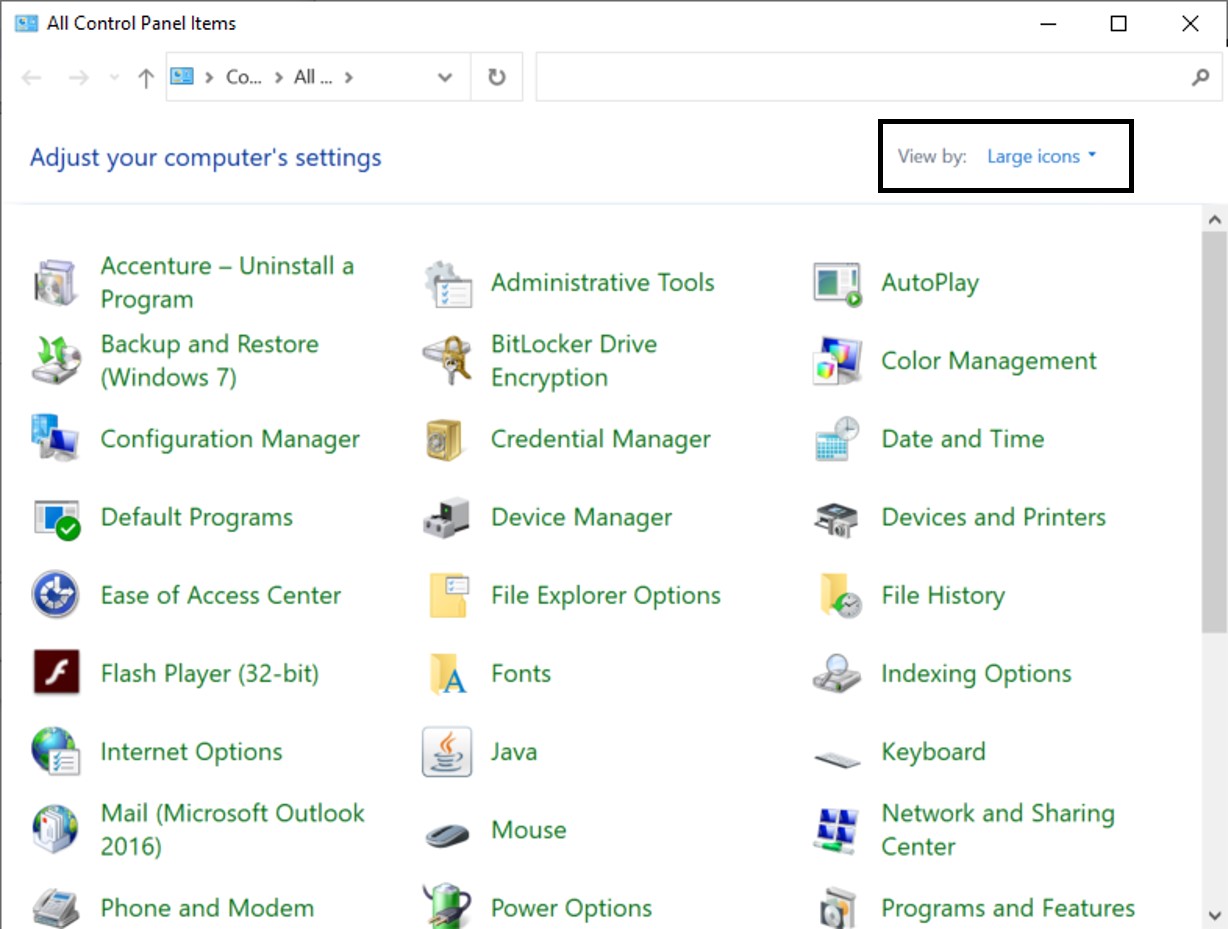 All Control Panel Items
Co... All ...
Adjust your computer's settings
View by: Large icons
Accenture – Uninstall a
Program
Administrative Tools
AutoPlay
Backup and Restore
(Windows 7)
BitLocker Drive
Encryption
Color Management
Configuration Manager
Credential Manager
Date and Time
Default Programs
Device Manager
Devices and Printers
Ease of Access Center
File Explorer Options
File History
Flash Player (32-bit)
Fonts
Indexing Options
Internet Options
Java
Keyboard
Mail (Microsoft Outlook
2016)
Mouse
Network and Sharing
Center
Phone and Modem
Power Options
Programs and Features